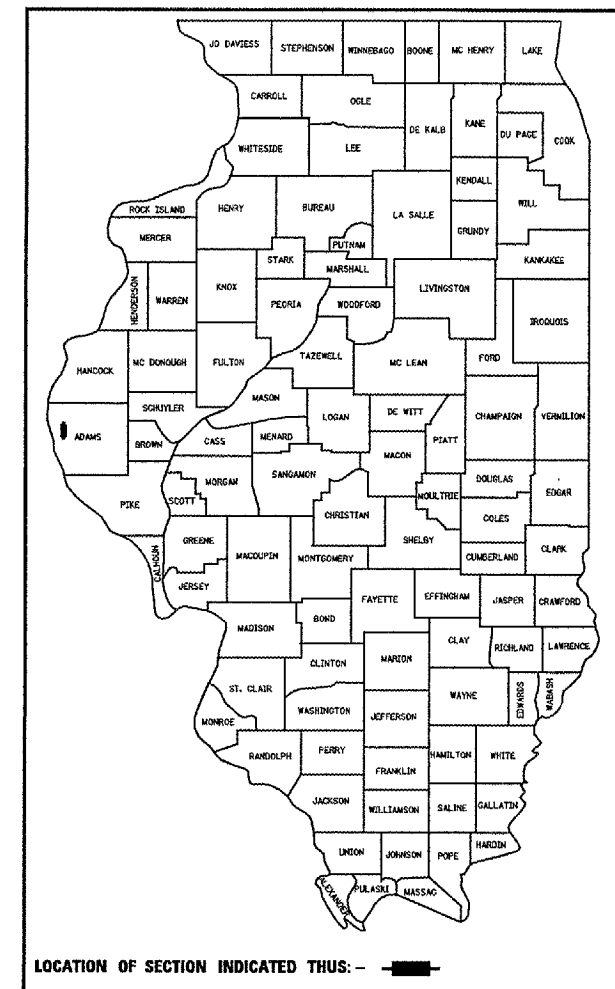 JO DAVIESS STEPHENSON WINNEBAGO BOONE MC HENRY LAKE
CARROLL OGLE DE KALB KANE DU PAGE COOK
WHITESIDE LEE KENDALL WILL
ROCK ISLAND HENRY BUREAU LA SALLE GRUNDY
MERCER PUTNAM KANKAKEE
HENDERSON WARREN KNOX STARK MARSHALL LIVINGSTON
PEORIA WOODFORD IROQUOIS
HANCOCK MC DONOUGH FULTON TAZEWELL MC LEAN FORD
SCHUYLER MASON LOGAN DE WITT CHAMPAIGN VERMILION
ADAMS BROWN CASS MENARD MACON PIATT
PIKE SCOTT MORGAN SANGAMON MOULTRIE DOUGLAS EDGAR
CHRISTIAN COLES
CALHOUN GREENE MACOUPIN MONTGOMERY SHELBY CUMBERLAND CLARK
JERSEY
MADISON BOND FAYETTE EFFINGHAM JASPER CRAWFORD
CLINTON MARION CLAY RICHLAND LAWRENCE
ST. CLAIR WASHINGTON JEFFERSON WAYNE EDWARDS WABASH
MONROE
RANDOLPH PERRY FRANKLIN HAMILTON WHITE
JACKSON WILLIAMSON SALINE GALLATIN
UNION JOHNSON POPE HARDIN
ALEXANDER PULASKI MASSAG
LOCATION OF SECTION INDICATED THUS: -